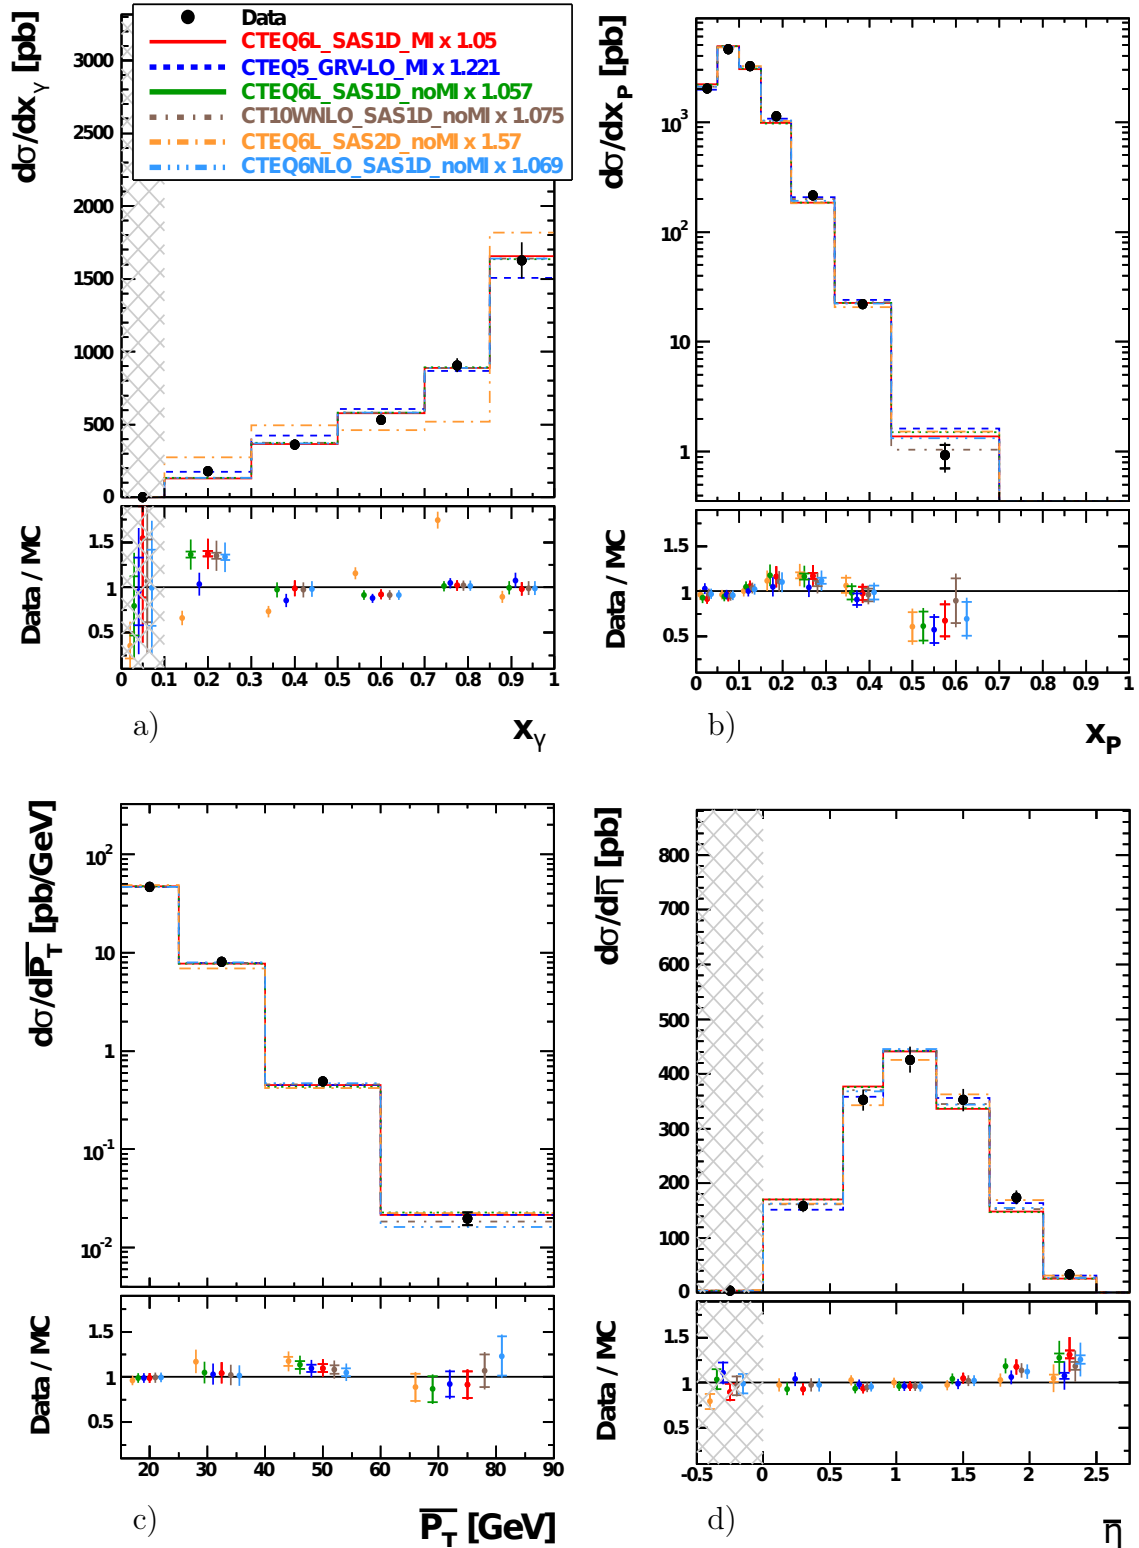 Data
CTEQ6L_SAS1D_MI x 1.05
CTEQ5_GRV-LO_MI x 1.221
CTEQ6L_SAS1D_noMI x 1.057
CT10WNLO_SAS1D_noMI x 1.075
CTEQ6L_SAS2D_noMI x 1.57
CTEQ6NLO_SAS1D_noMI x 1.069
dσ/dxγ [pb]
3000
2000
1500
1000
500
0
Data / MC
1.5
1
0.5
0 0.1 0.2 0.3 0.4 0.5 0.6 0.7 0.8 0.9 1
a)
xγ
dσ/dxP [pb]
10^4
10^3
10^2
10
1
Data / MC
1.5
1
0.5
0 0.1 0.2 0.3 0.4 0.5 0.6 0.7 0.8 0.9 1
b)
xP
dσ/dP̅T̅ [pb/GeV]
10^2
10
1
10^-1
10^-2
Data / MC
1.5
1
0.5
20 30 40 50 60 70 80 90
c)
P̅T̅ [GeV]
dσ/dη̅ [pb]
800
700
600
500
400
300
200
100
0
Data / MC
1.5
1
0.5
-0.5 0 0.5 1 1.5 2 2.5
d)
η̅